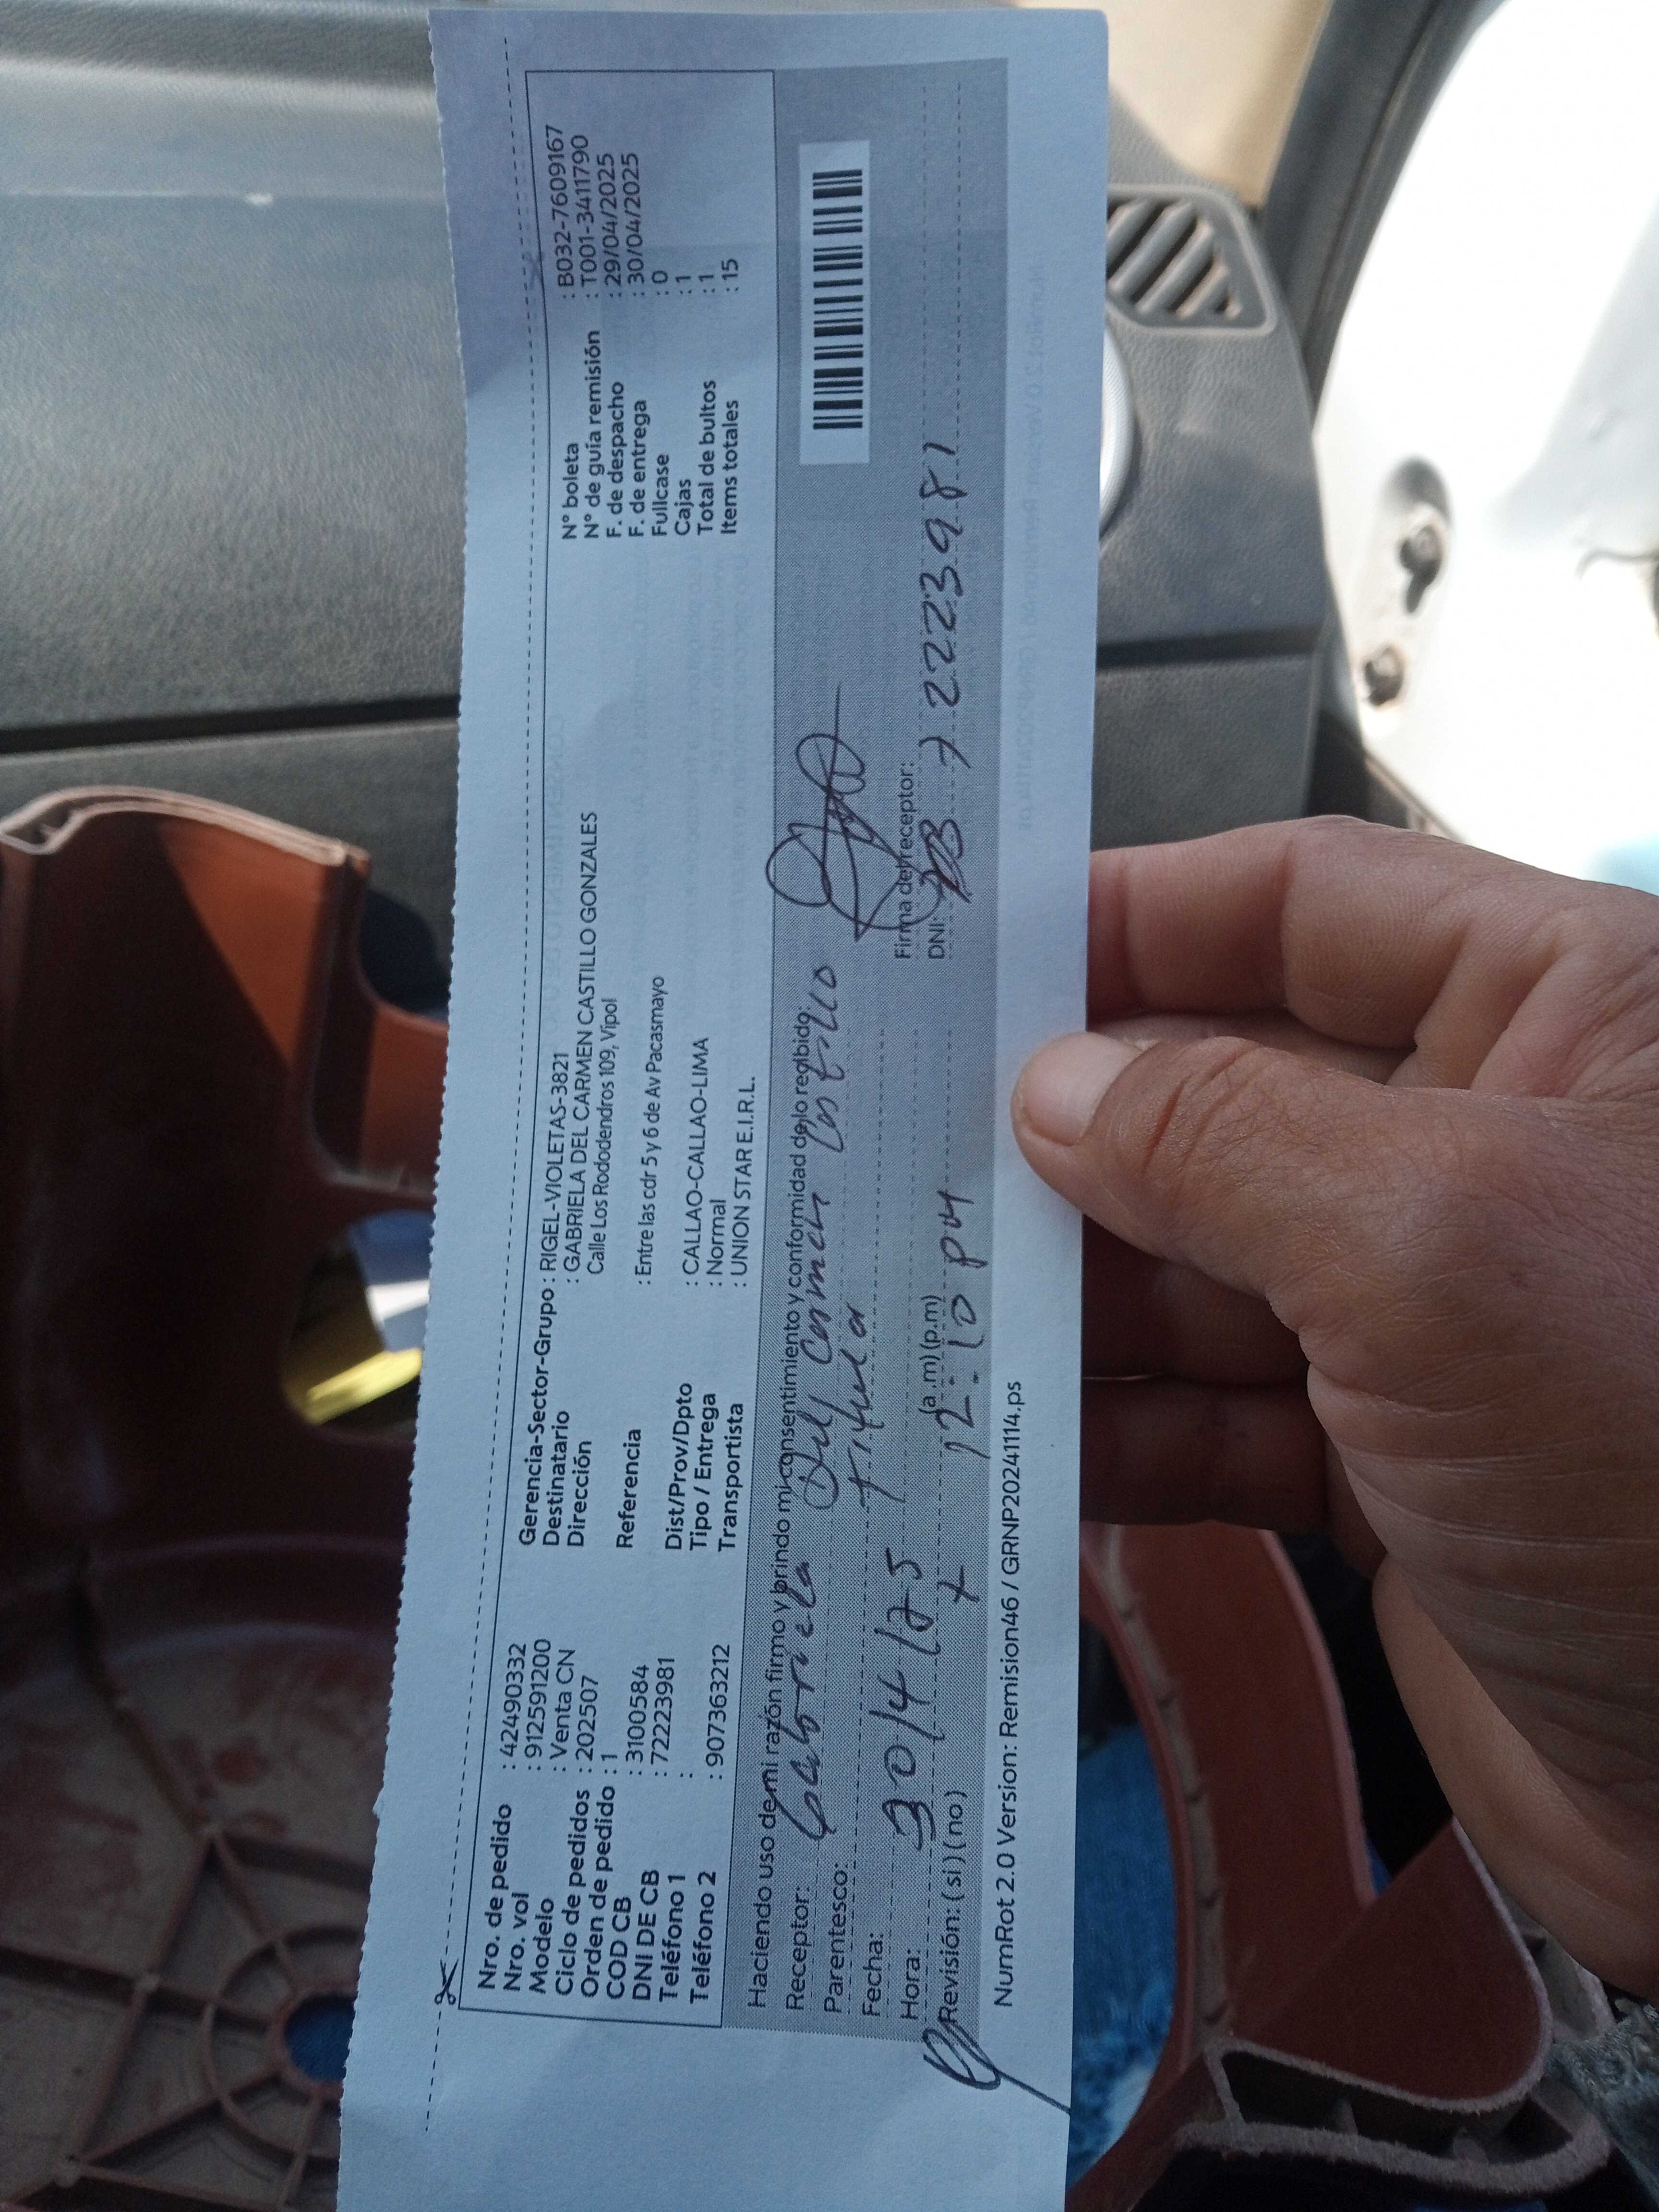 Nro. de pedido : 42490332
Nro. vol : 912591200
Modelo : Venta CN
Ciclo de pedidos : 202507
Orden de pedido : 1
COD CB : 3100584
DNI DE CB : 72223981
Teléfono 1 :
Teléfono 2 : 907363212
Gerencia-Sector-Grupo : RIGEL-VIOLETAS-3821
Destinatario : GABRIELA DEL CARMEN CASTILLO GONZALES
Dirección Calle Los Rododendros 109, Vipol
Referencia : Entre las cdr 5 y 6 de Av Pacasmayo
Dist/Prov/Dpto : CALLAO-CALLAO-LIMA
Tipo / Entrega : Normal
Transportista : UNION STAR E.I.R.L.
N° boleta : B032-7609167
N° de guía remisión : T001-3411790
F. de despacho : 29/04/2025
F. de entrega : 30/04/2025
Fullcase : 0
Cajas : 1
Total de bultos : 1
Items totales : 15
Haciendo uso de mi razón firmo y brindo mi consentimiento y conformidad de lo recibido:
Receptor: Gabriela Del Carmen Castillo
Parentesco: titular
Fecha: 30/4/25
Hora: (a.m) (p.m) 12:10 PM
Revisión: (si) (no)
Firma del receptor:
DNI: 72223981
NumRot 2.0 Version: Remision46 / GRNP20241114.ps